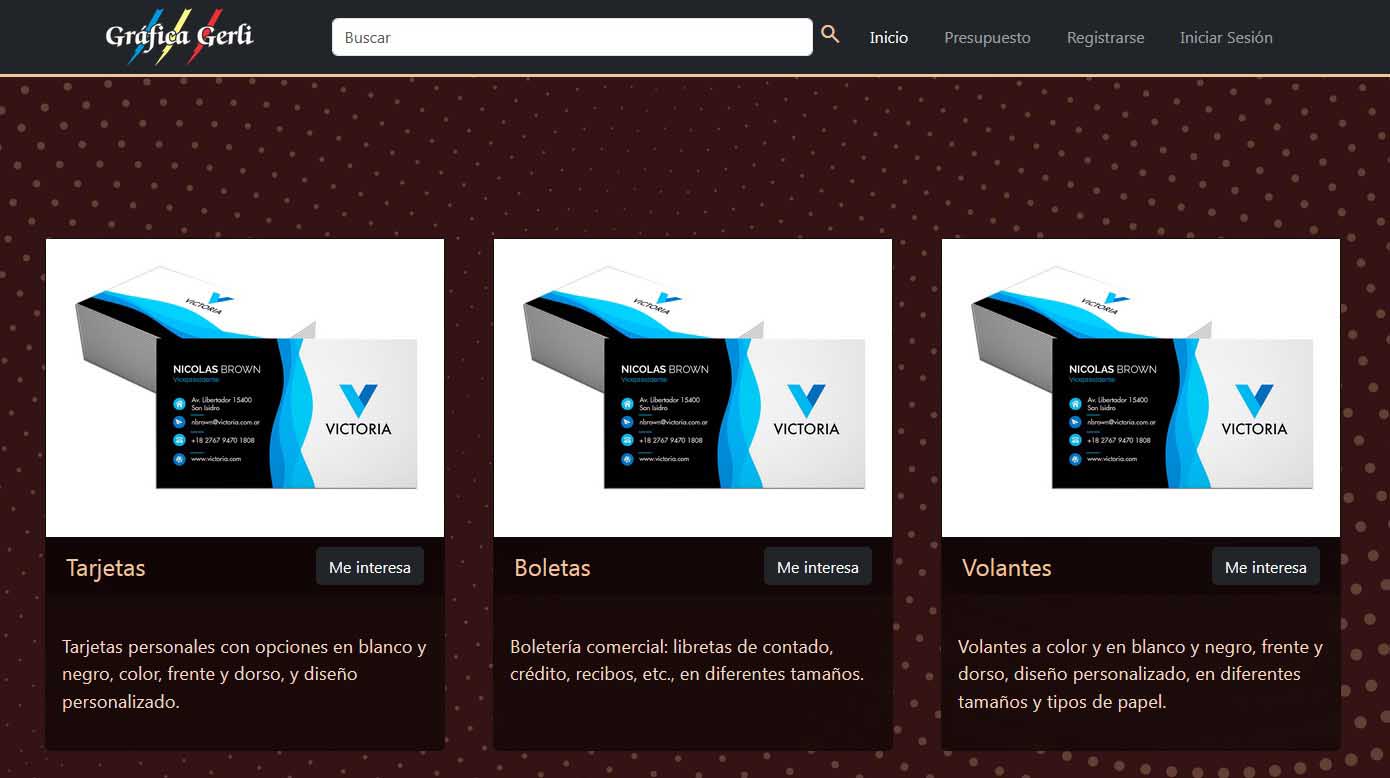 Gráfica Gerli
Buscar
Inicio
Presupuesto
Registrarse
Iniciar Sesión
VICTORIA
NICOLAS BROWN
Vicepresidente
Av. Libertador 15400
San Isidro
nbrown@victoria.com.ar
+18 2767 9470 1808
www.victoria.com
VICTORIA
VICTORIA
NICOLAS BROWN
Vicepresidente
Av. Libertador 15400
San Isidro
nbrown@victoria.com.ar
+18 2767 9470 1808
www.victoria.com
VICTORIA
VICTORIA
NICOLAS BROWN
Vicepresidente
Av. Libertador 15400
San Isidro
nbrown@victoria.com.ar
+18 2767 9470 1808
www.victoria.com
VICTORIA
Tarjetas
Me interesa
Tarjetas personales con opciones en blanco y
negro, color, frente y dorso, y diseño
personalizado.
Boletas
Me interesa
Boletería comercial: libretas de contado,
crédito, recibos, etc., en diferentes tamaños.
Volantes
Me interesa
Volantes a color y en blanco y negro, frente y
dorso, diseño personalizado, en diferentes
tamaños y tipos de papel.